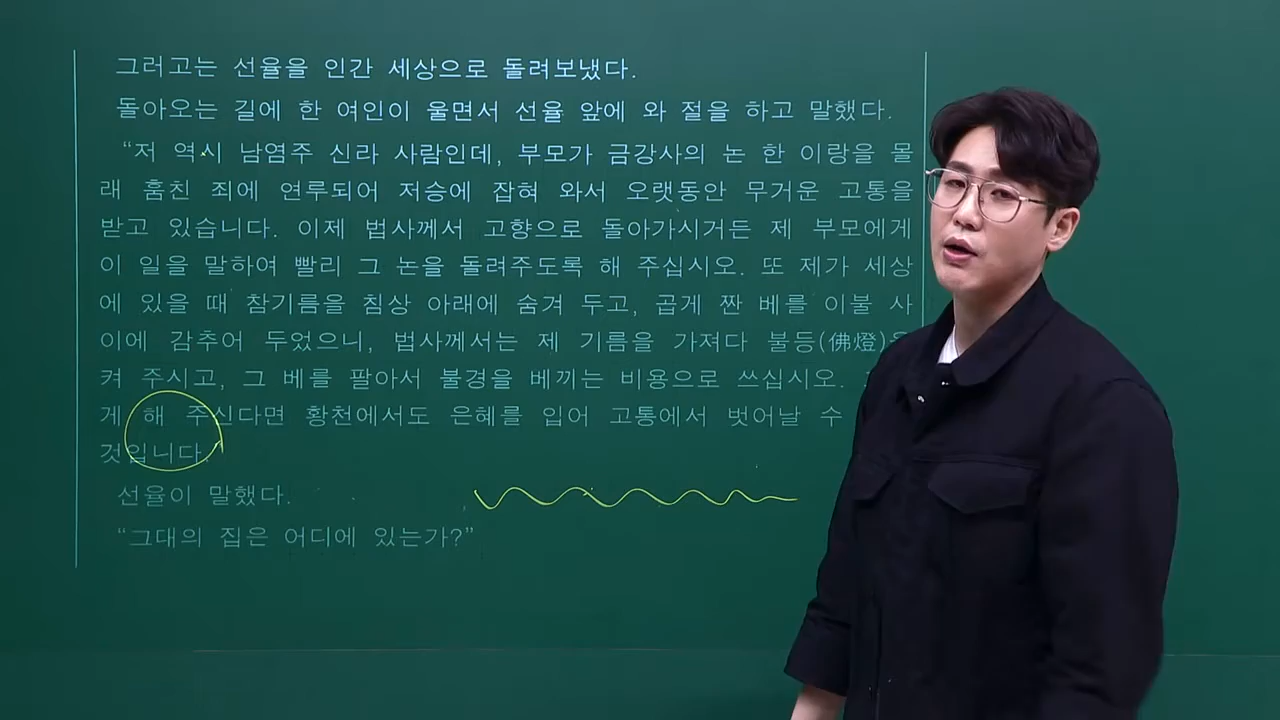 그러고는 선율을 인간 세상으로 돌려보냈다.
돌아오는 길에 한 여인이 울면서 선율 앞에 와 절을 하고 말했다.
“저 역시 남염주 신라 사람인데, 부모가 금강사의 논 한 이랑을 몰
래 훔친 죄에 연루되어 저승에 잡혀 와서 오랫동안 무거운 고통을
받고 있습니다. 이제 법사께서 고향으로 돌아가시거든 제 부모에게
이 일을 말하여 빨리 그 논을 돌려주도록 해 주십시오. 또 제가 세상
에 있을 때 참기름을 침상 아래에 숨겨 두고, 곱게 짠 베를 이불 사
이에 감추어 두었으니, 법사께서는 제 기름을 가져다 불등(佛燈)을
켜 주시고, 그 베를 팔아서 불경을 베끼는 비용으로 쓰십시오.
게 해 주신다면 황천에서도 은혜를 입어 고통에서 벗어날 수
것입니다.
선율이 말했다.
“그대의 집은 어디에 있는가?”